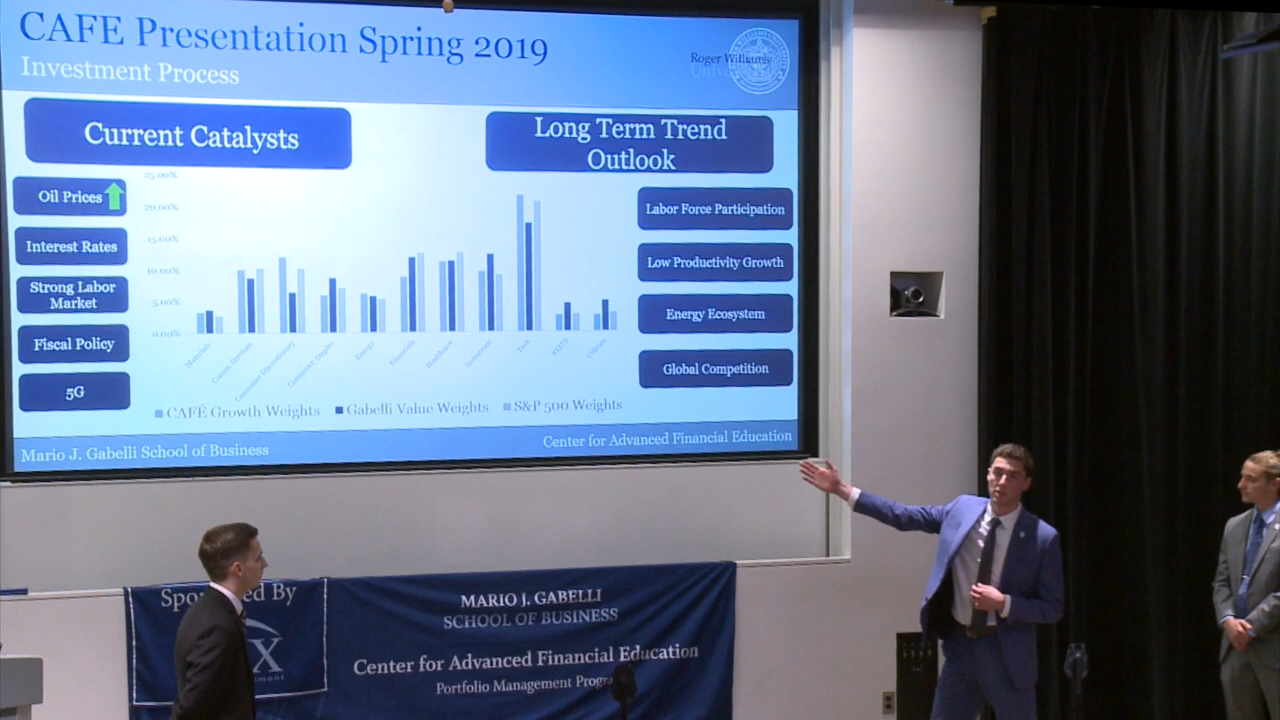 CAFE Presentation Spring 2019
Investment Process
Roger Williams
Current Catalysts
Long Term Trend
Outlook
Oil Prices
Interest Rates
Strong Labor
Market
Fiscal Policy
5G
25.00%
20.00%
15.00%
10.00%
5.00%
0.00%
Materials
Comm. Services
Consumer Discretionary
Consumer Staples
Energy
Financials
Healthcare
Industrials
Tech
REITS
Utilities
CAFÉ Growth Weights
Gabelli Value Weights
S&P 500 Weights
Labor Force Participation
Low Productivity Growth
Energy Ecosystem
Global Competition
Mario J. Gabelli School of Business
Center for Advanced Financial Education
By
X
MARIO J. GABELLI
SCHOOL OF BUSINESS
Center for Advanced Financial Education
Portfolio Management